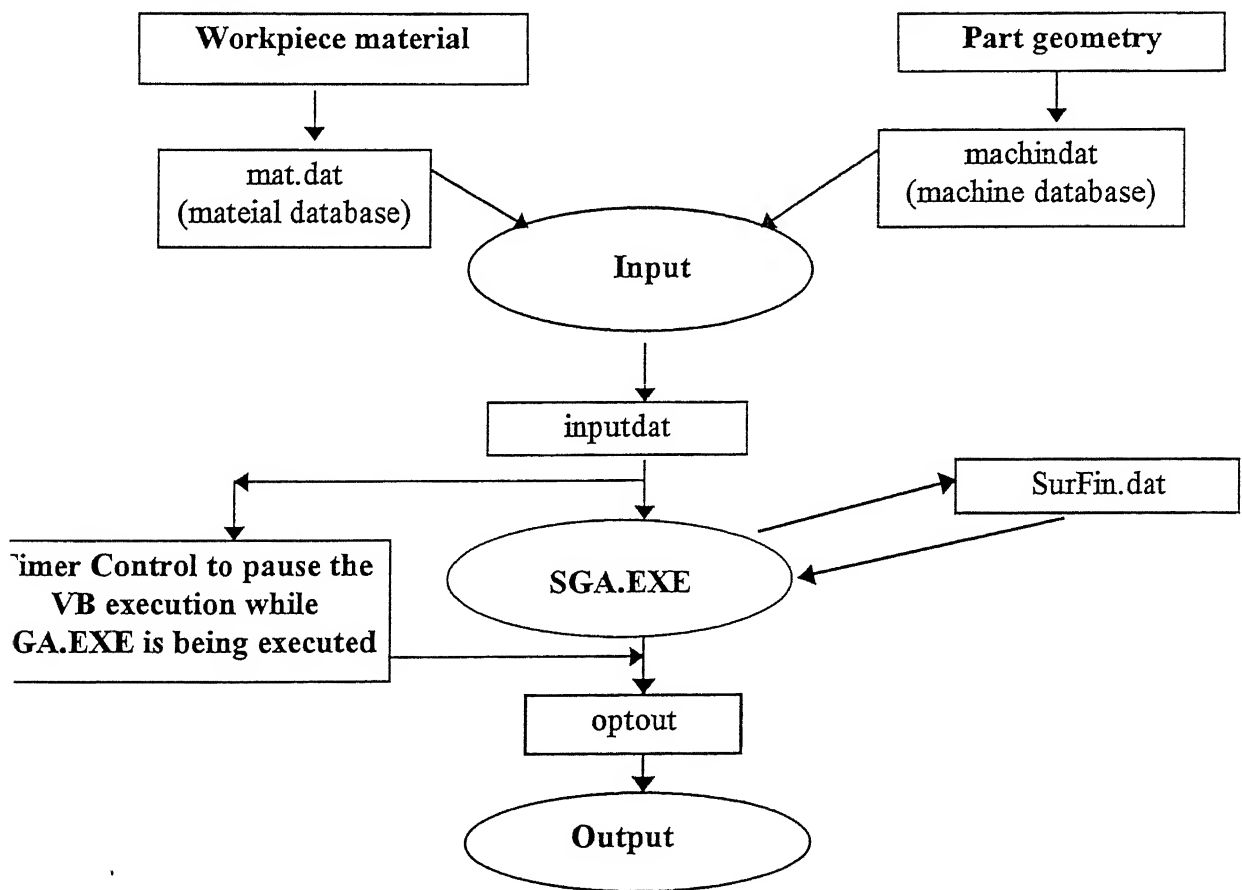 Workpiece material
Part geometry
mat.dat
(mateial database)
machindat
(machine database)
Input
inputdat
SurFin.dat
imer Control to pause the
VB execution while
GA.EXE is being executed
SGA.EXE
optout
Output